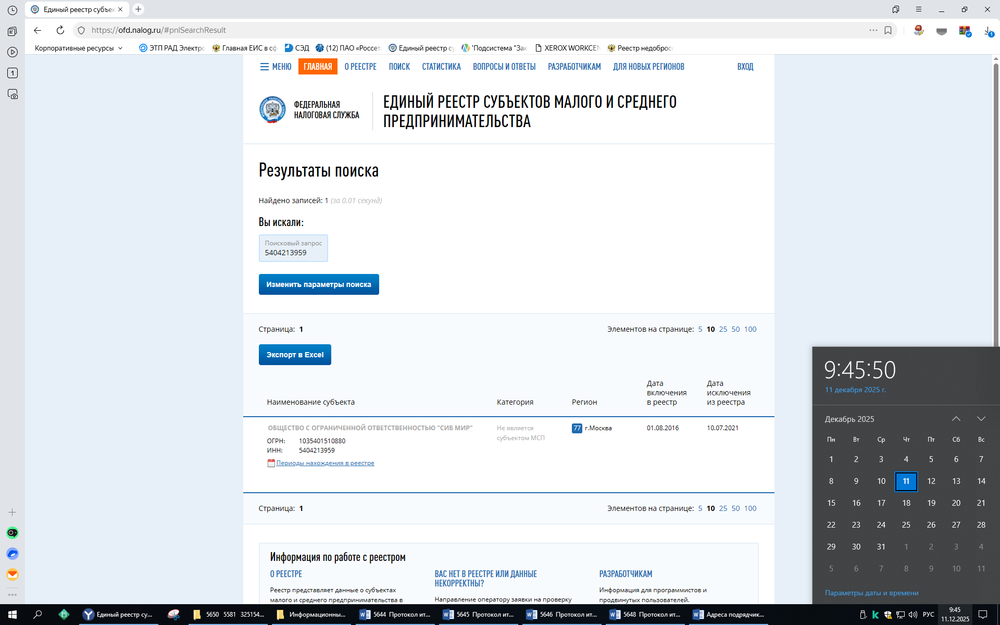 Единый реестр субъек
https://ofd.nalog.ru/#pnlSearchResult
1
Корпоративные ресурсы
ЭТП РАД Электро
Главная ЕИС в сф
СЭД
(12) ПАО «Россет
Единый реестр су
'Подсистема "Зак
XEROX WORKCEN
Реестр недоброс
1
МЕНЮ ГЛАВНАЯ О РЕЕСТРЕ ПОИСК СТАТИСТИКА ВОПРОСЫ И ОТВЕТЫ РАЗРАБОТЧИКАМ ДЛЯ НОВЫХ РЕГИОНОВ ВХОД
ФЕДЕРАЛЬНАЯ
НАЛОГОВАЯ СЛУЖБА
ЕДИНЫЙ РЕЕСТР СУБЪЕКТОВ МАЛОГО И СРЕДНЕГО
ПРЕДПРИНИМАТЕЛЬСТВА
Результаты поиска
Найдено записей: 1 (за 0.01 секунд)
Вы искали:
Поисковый запрос
5404213959
Изменить параметры поиска
Страница: 1
Элементов на странице: 5 10 25 50 100
Экспорт в Excel
Наименование субъекта
Категория
Регион
Дата
включения
в реестр
Дата
исключения
из реестра
ОБЩЕСТВО С ОГРАНИЧЕННОЙ ОТВЕТСТВЕННОСТЬЮ "СИБ МИР"
ОГРН: 1035401510880
ИНН: 5404213959
Периоды нахождения в реестре
Не является
субъектом МСП
77 г.Москва
01.08.2016
10.07.2021
Страница: 1
Элементов на странице: 5 10 25 50 100
Информация по работе с реестром
О РЕЕСТРЕ
Реестр представляет данные о субъектах
малого и среднего предпринимательства в
ВАС НЕТ В РЕЕСТРЕ ИЛИ ДАННЫЕ
НЕКОРРЕКТНЫ?
Направление оператору заявки на проверку
РАЗРАБОТЧИКАМ
Информация для программистов и
продвинутых пользователей.
9:45:50
11 декабря 2025 г.
Декабрь 2025
Пн Вт Ср Чт Пт Сб Вс
1 2 3 4 5 6 7
8 9 10 11 12 13 14
15 16 17 18 19 20 21
22 23 24 25 26 27 28
29 30 31 1 2 3 4
5 6 7 8 9 10 11
Параметры даты и времени
Единый реестр су...
5650 5581 325154...
Информационны...
5644 Протокол ит...
5645 Протокол ит...
5646 Протокол ит...
5648 Протокол ит...
Адреса подрядчик...
РУС
9:45
11.12.2025